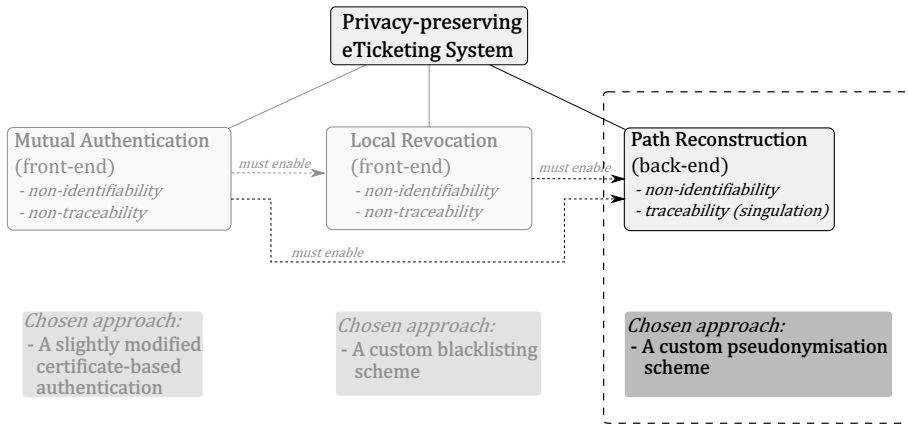 Privacy-preserving
eTicketing System
Mutual Authentication
(front-end)
- non-identifiability
- non-traceability
must enable
Local Revocation
(front-end)
- non-identifiability
- non-traceability
must enable
Path Reconstruction
(back-end)
- non-identifiability
- traceability (singulation)
must enable
Chosen approach:
- A slightly modified
certificate-based
authentication
Chosen approach:
- A custom blacklisting
scheme
Chosen approach:
- A custom pseudonymisation
scheme